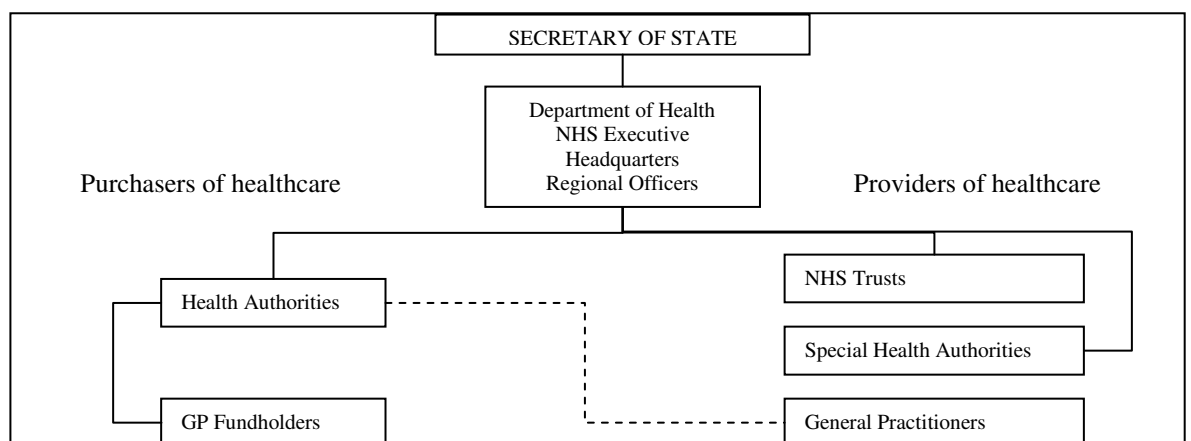 SECRETARY OF STATE
Department of Health
NHS Executive
Headquarters
Regional Officers
Purchasers of healthcare
Providers of healthcare
Health Authorities
NHS Trusts
Special Health Authorities
GP Fundholders
General Practitioners